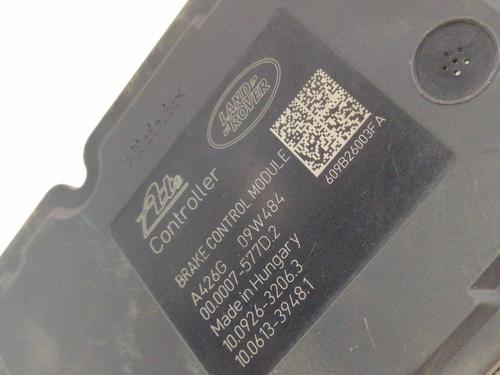 LAND-
ROVER
609B26003FA
Ate
Controller
BRAKE CONTROL MODULE
A426G 09W484
00.0007-577D.2
Made in Hungary
10.0926-3206.3
10.0613-3948.1